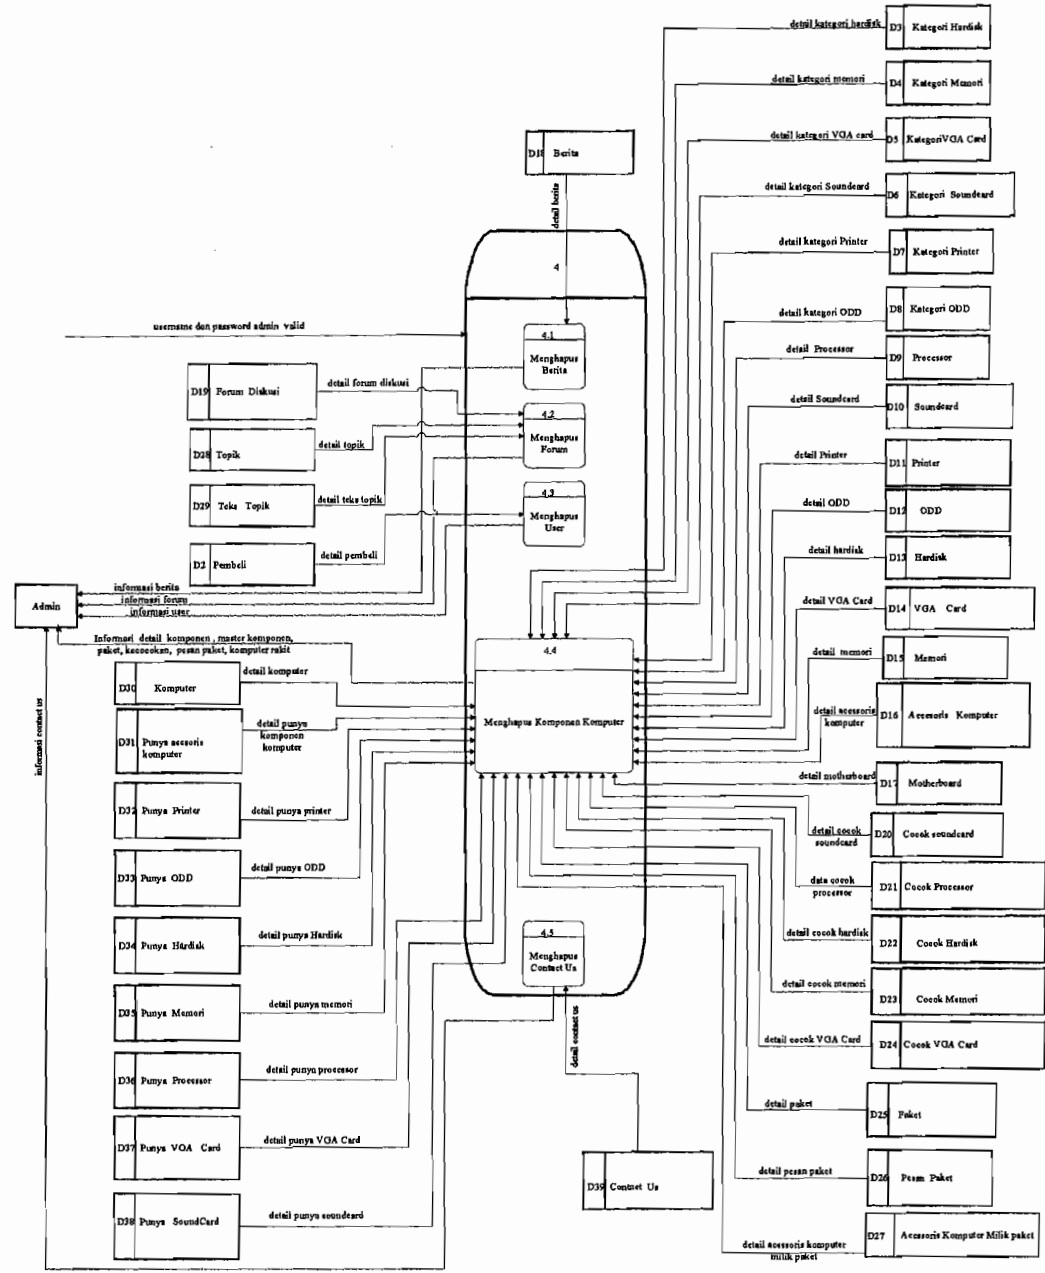 detail kategori hardisk
D3 Kategori Hardisk
detail kategori memori
D4 Kategori Memori
detail kategori VGA card
D5 KategoriVGA Card
D18 Berita
detail berita
detail kategori Soundcard
D6 Kategori Soundcard
detail kategori Printer
D7 Kategori Printer
4
detail kategori ODD
D8 Kategori ODD
username dan password admin valid
4.1
Menghapus
Berita
detail Processor
D9 Processor
D19 Forum Diskusi
detail forum diskusi
detail Soundcard
D10 Soundcard
4.2
Menghapus
Forum
D28 Topik
detail topik
detail Printer
D11 Printer
4.3
Menghapus
User
D29 Teks Topik
detail teks topik
detail ODD
D12 ODD
D2 Pembeli
detail pembeli
detail hardisk
D13 Hardisk
Admin
informasi berita
informasi forum
informasi user
detail VGA Card
D14 VGA Card
Informasi detail komponen , master komponen,
paket, kecocokan, pesan paket, komputer rakit
4.4
Menghapus Komponen Komputer
detail memori
D15 Memori
D30 Komputer
detail komputer
detail acessoris
komputer
D16 Accesoris Komputer
D31 Punya acesoris
komputer
detail punya
komponen
komputer
informasi contact us
detail motherboard
D17 Motherboard
D32 Punya Printer
detail punya printer
detail cocok
soundcard
D20 Cocok soundcard
D33 Punya ODD
detail punya ODD
data cocok
processor
D21 Cocok Processor
D34 Punya Hardisk
detail punya Hardisk
4.5
Menghapus
Contact Us
detail cocok hardisk
D22 Cocok Hardisk
D35 Punya Memori
detail punya memori
detail cocok memori
D23 Cocok Memori
detail contact us
detail cocok VGA Card
D24 Cocok VGA Card
D36 Punya Processor
detail punya processor
detail paket
D25 Paket
D37 Punya VGA Card
detail punya VGA Card
D39 Contact Us
detail pesan paket
D26 Pesan Paket
D38 Punya SoundCard
detail punya soundcard
detail acessoris komputer
milik paket
D27 Acessoris Komputer Milik paket